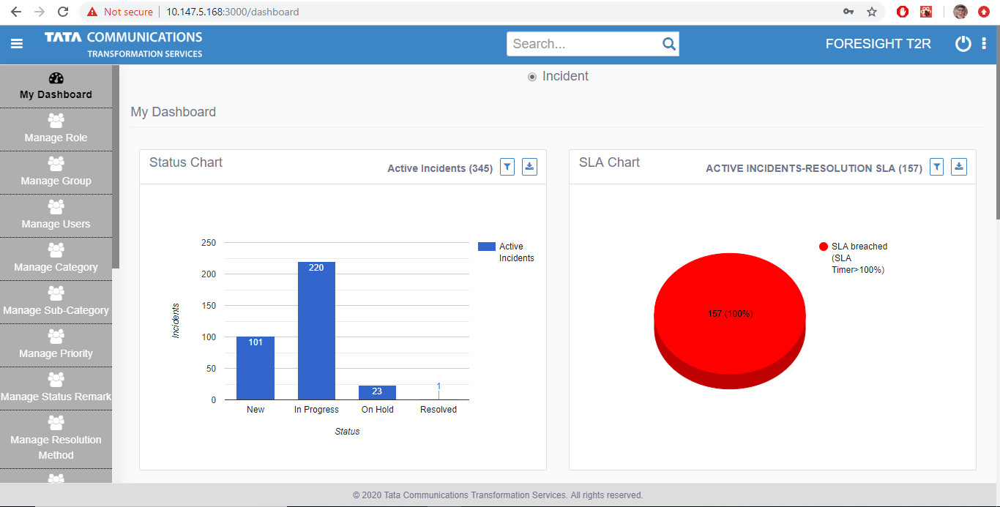 Not secure
10.147.5.168:3000/dashboard
TATA COMMUNICATIONS
TRANSFORMATION SERVICES
Search...
FORESIGHT T2R
My Dashboard
Manage Role
Manage Group
Manage Users
Manage Category
Manage Sub-Category
Manage Priority
Manage Status Remark
Manage Resolution
Method
Incident
My Dashboard
Status Chart
Active Incidents (345)
250
200
150
100
50
0
Incidents
101
220
23
1
New
In Progress
On Hold
Resolved
Status
Active
Incidents
SLA Chart
ACTIVE INCIDENTS-RESOLUTION SLA (157)
157 (100%)
SLA breached
(SLA
Timer>100%)
© 2020 Tata Communications Transformation Services. All rights reserved.